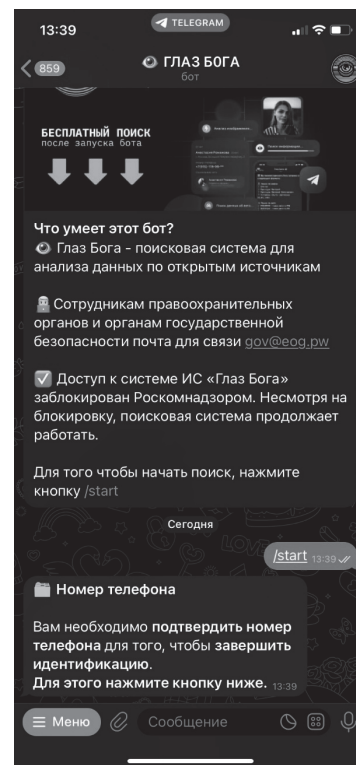 13:39
TELEGRAM
859
ГЛАЗ БОГА
бот
БЕСПЛАТНЫЙ ПОИСК
после запуска бота
Что умеет этот бот?
Глаз Бога - поисковая система для
анализа данных по открытым источникам
Сотрудникам правоохранительных
органов и органам государственной
безопасности почта для связи gov@eog.pw
Доступ к системе ИС «Глаз Бога»
заблокирован Роскомнадзором. Несмотря на
блокировку, поисковая система продолжает
работать.
Для того чтобы начать поиск, нажмите
кнопку /start
Сегодня
/start 13:39
Номер телефона
Вам необходимо подтвердить номер
телефона для того, чтобы завершить
идентификацию.
Для этого нажмите кнопку ниже. 13:39
Меню
Сообщение